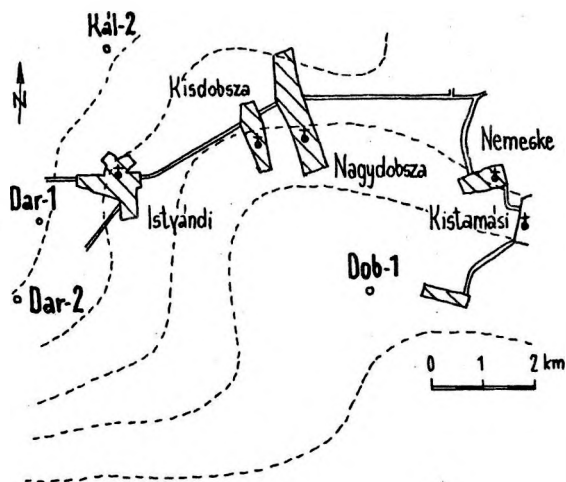 Kál-2
N
Kisdobsza
Nemeske
Nagydobsza
Dar-1
Istvándi
Kistamási
Dob-1
Dar-2
0 1 2 km